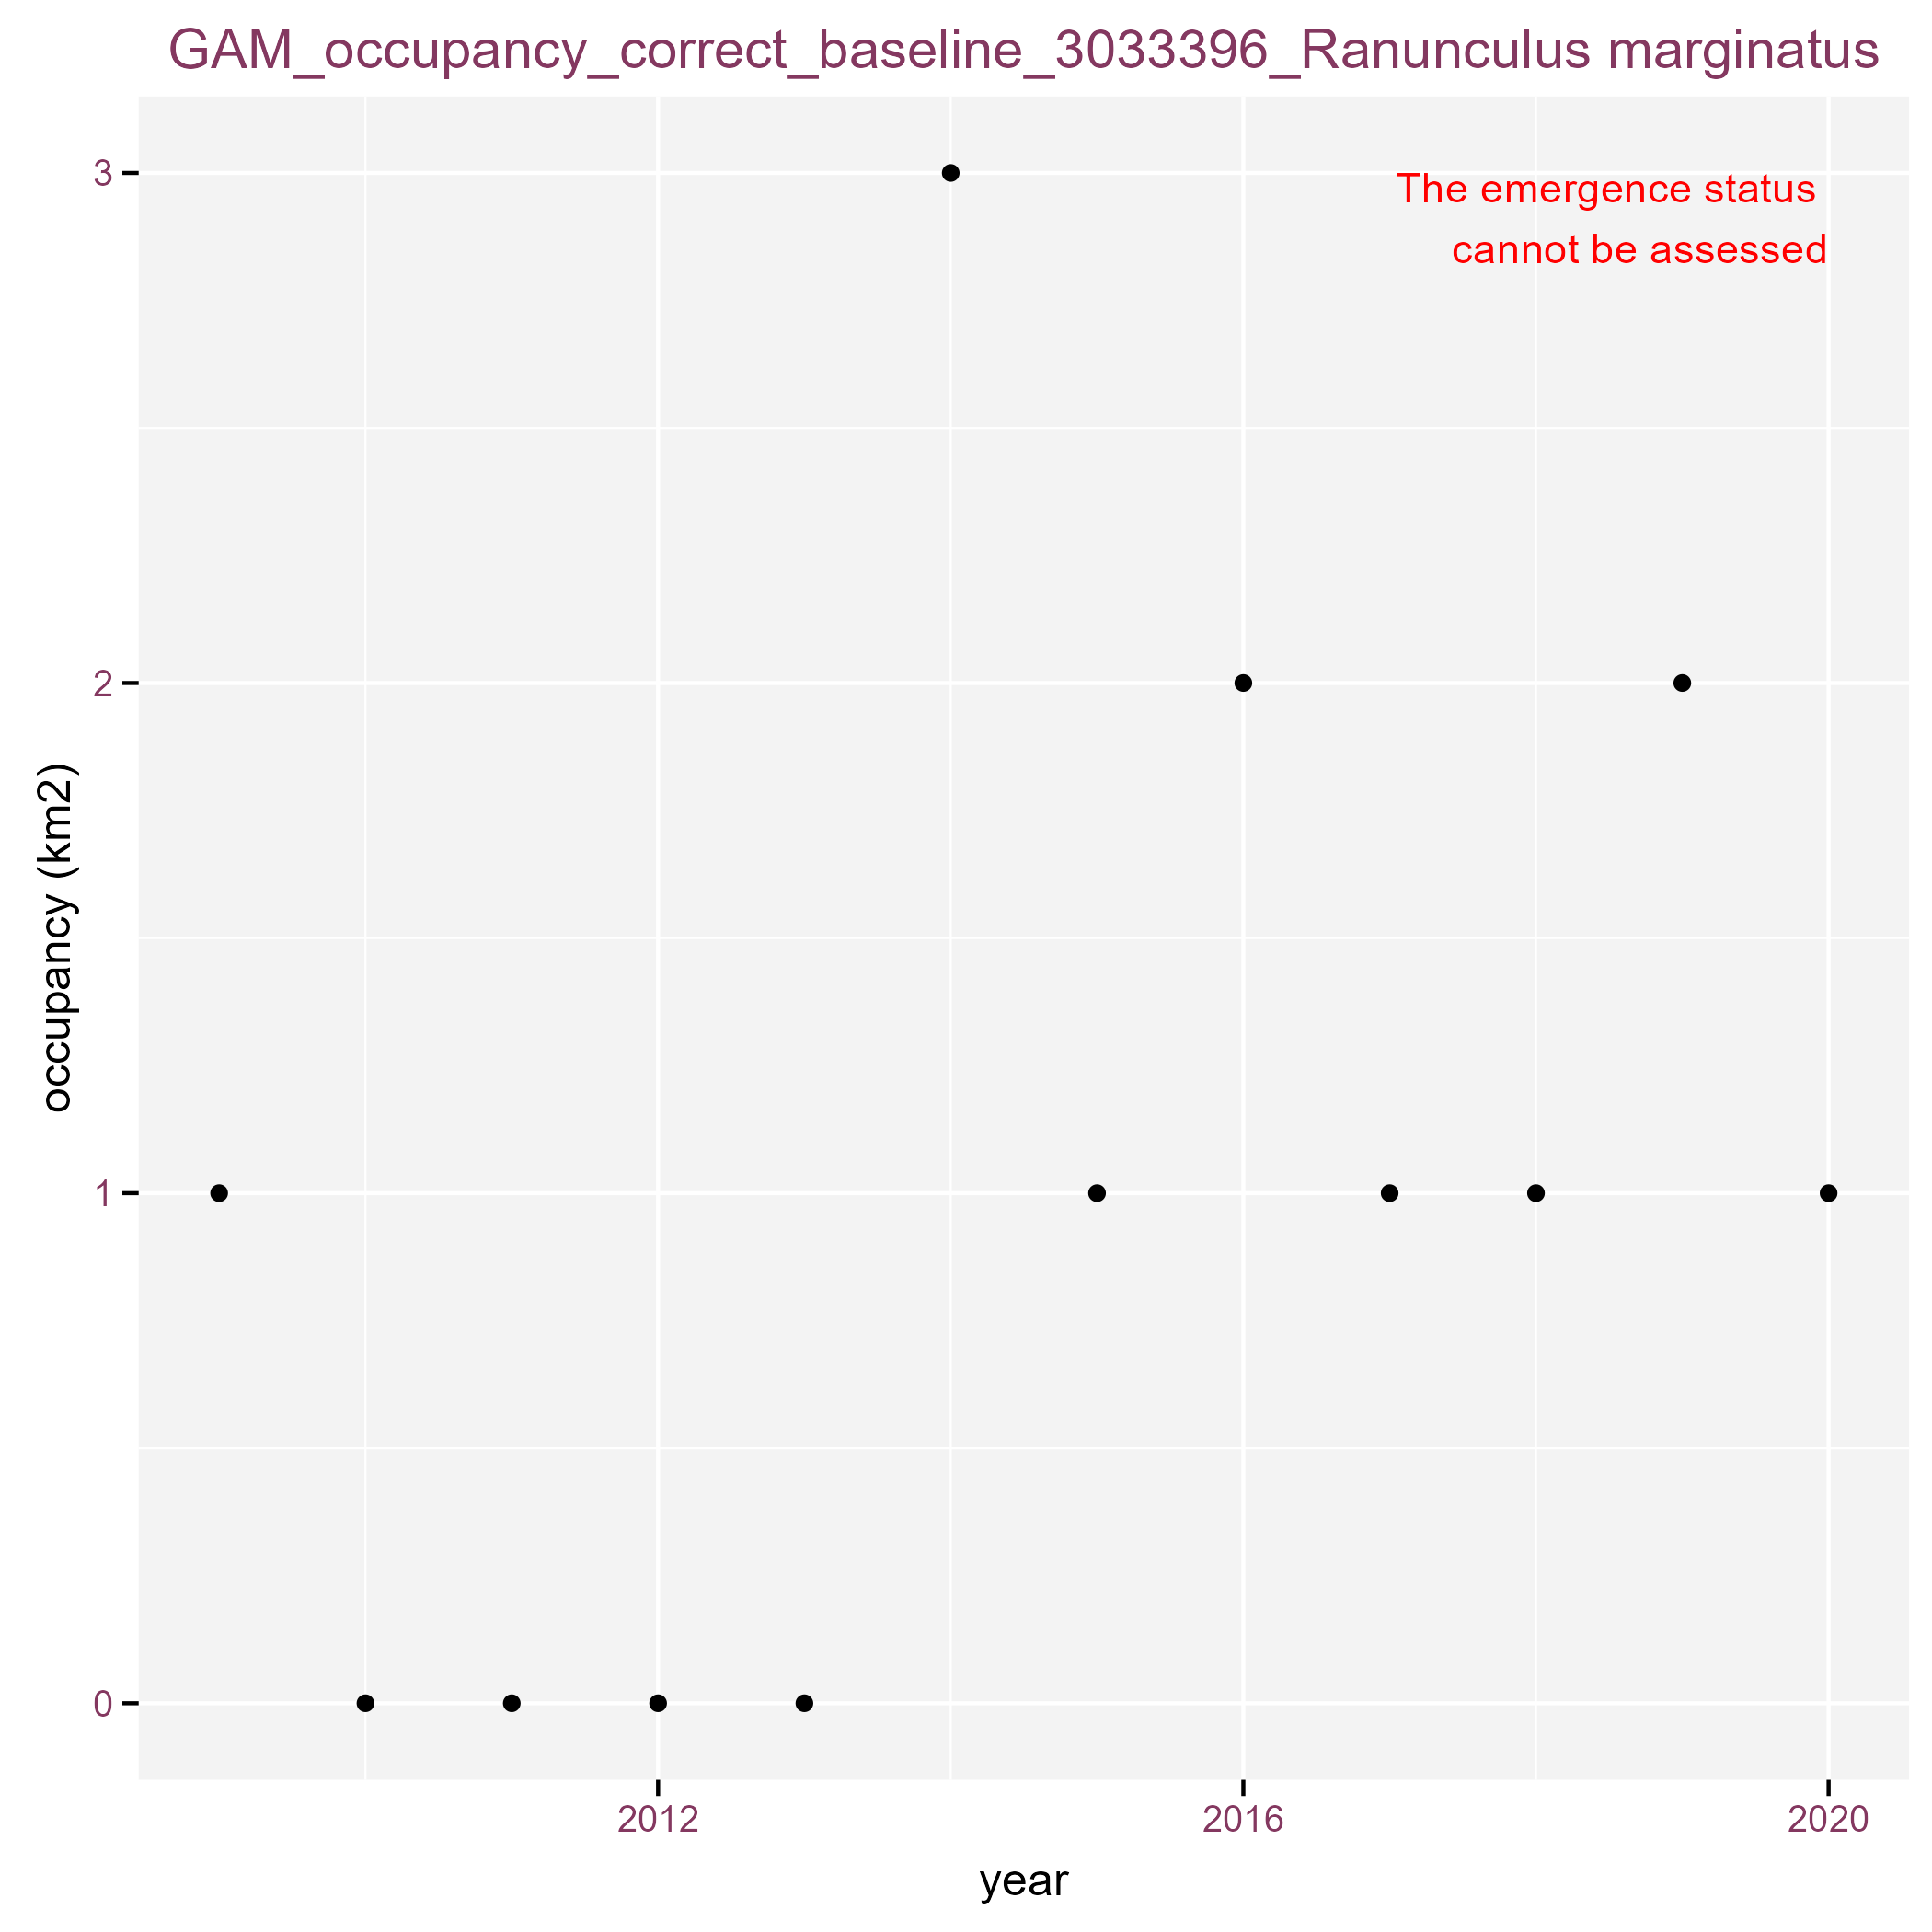 GAM_occupancy_correct_baseline_3033396_Ranunculus marginatus
The emergence status
cannot be assessed
3
2
1
0
occupancy (km2)
2012
2016
2020
year